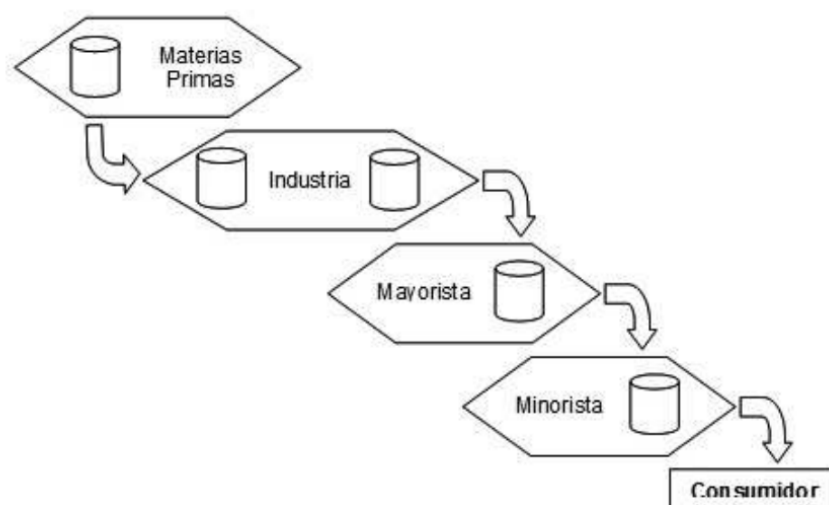 Materias
Primas
Industria
Mayorista
Minorista
Consumidor